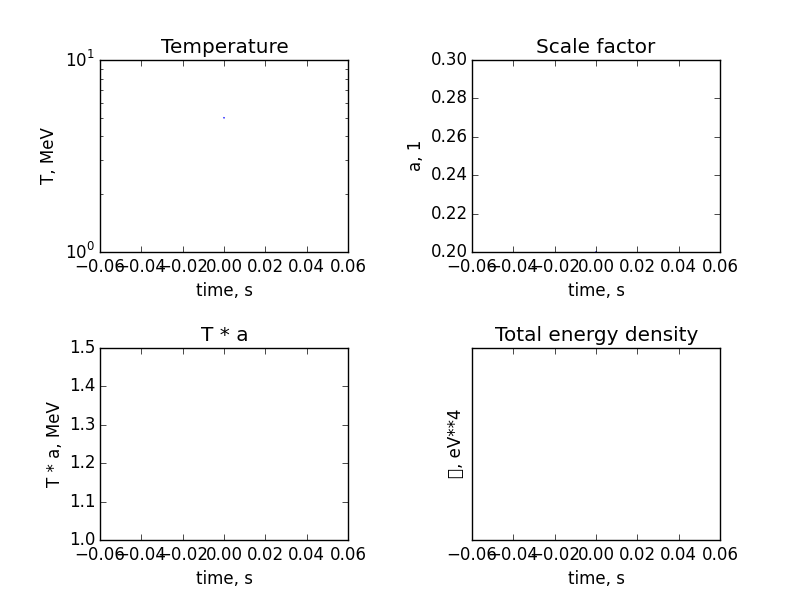 Temperature
10¹
T, MeV
10⁰
−0.06 −0.04 −0.02 0.00 0.02 0.04 0.06
time, s
Scale factor
0.30
0.28
0.26
a, 1
0.24
0.22
0.20
−0.06 −0.04 −0.02 0.00 0.02 0.04 0.06
time, s
T * a
1.5
1.4
1.3
T * a, MeV
1.2
1.1
1.0
−0.06 −0.04 −0.02 0.00 0.02 0.04 0.06
time, s
Total energy density
, eV**4
−0.06 −0.04 −0.02 0.00 0.02 0.04 0.06
time, s